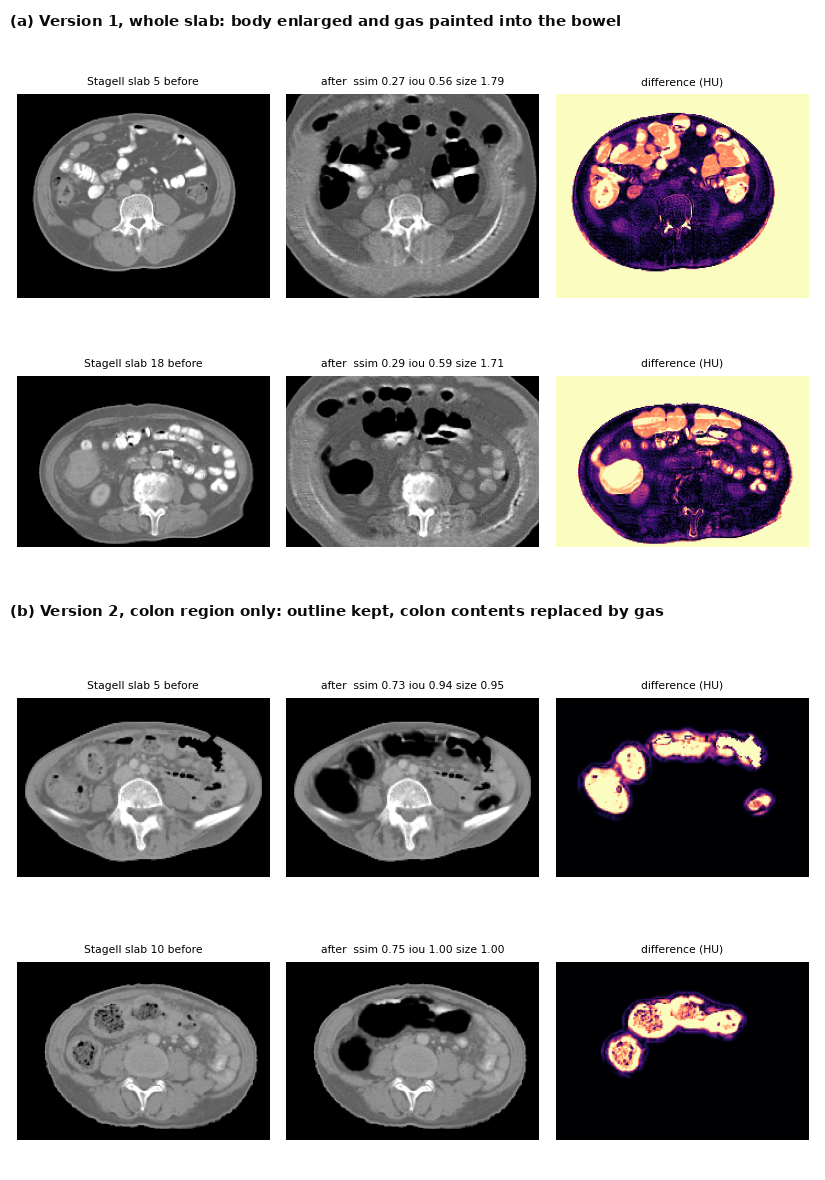 (a) Version 1, whole slab: body enlarged and gas painted into the bowel
Stagell slab 5 before
after  ssim 0.27 iou 0.56 size 1.79
difference (HU)
Stagell slab 18 before
after  ssim 0.29 iou 0.59 size 1.71
difference (HU)
(b) Version 2, colon region only: outline kept, colon contents replaced by gas
Stagell slab 5 before
after  ssim 0.73 iou 0.94 size 0.95
difference (HU)
Stagell slab 10 before
after  ssim 0.75 iou 1.00 size 1.00
difference (HU)